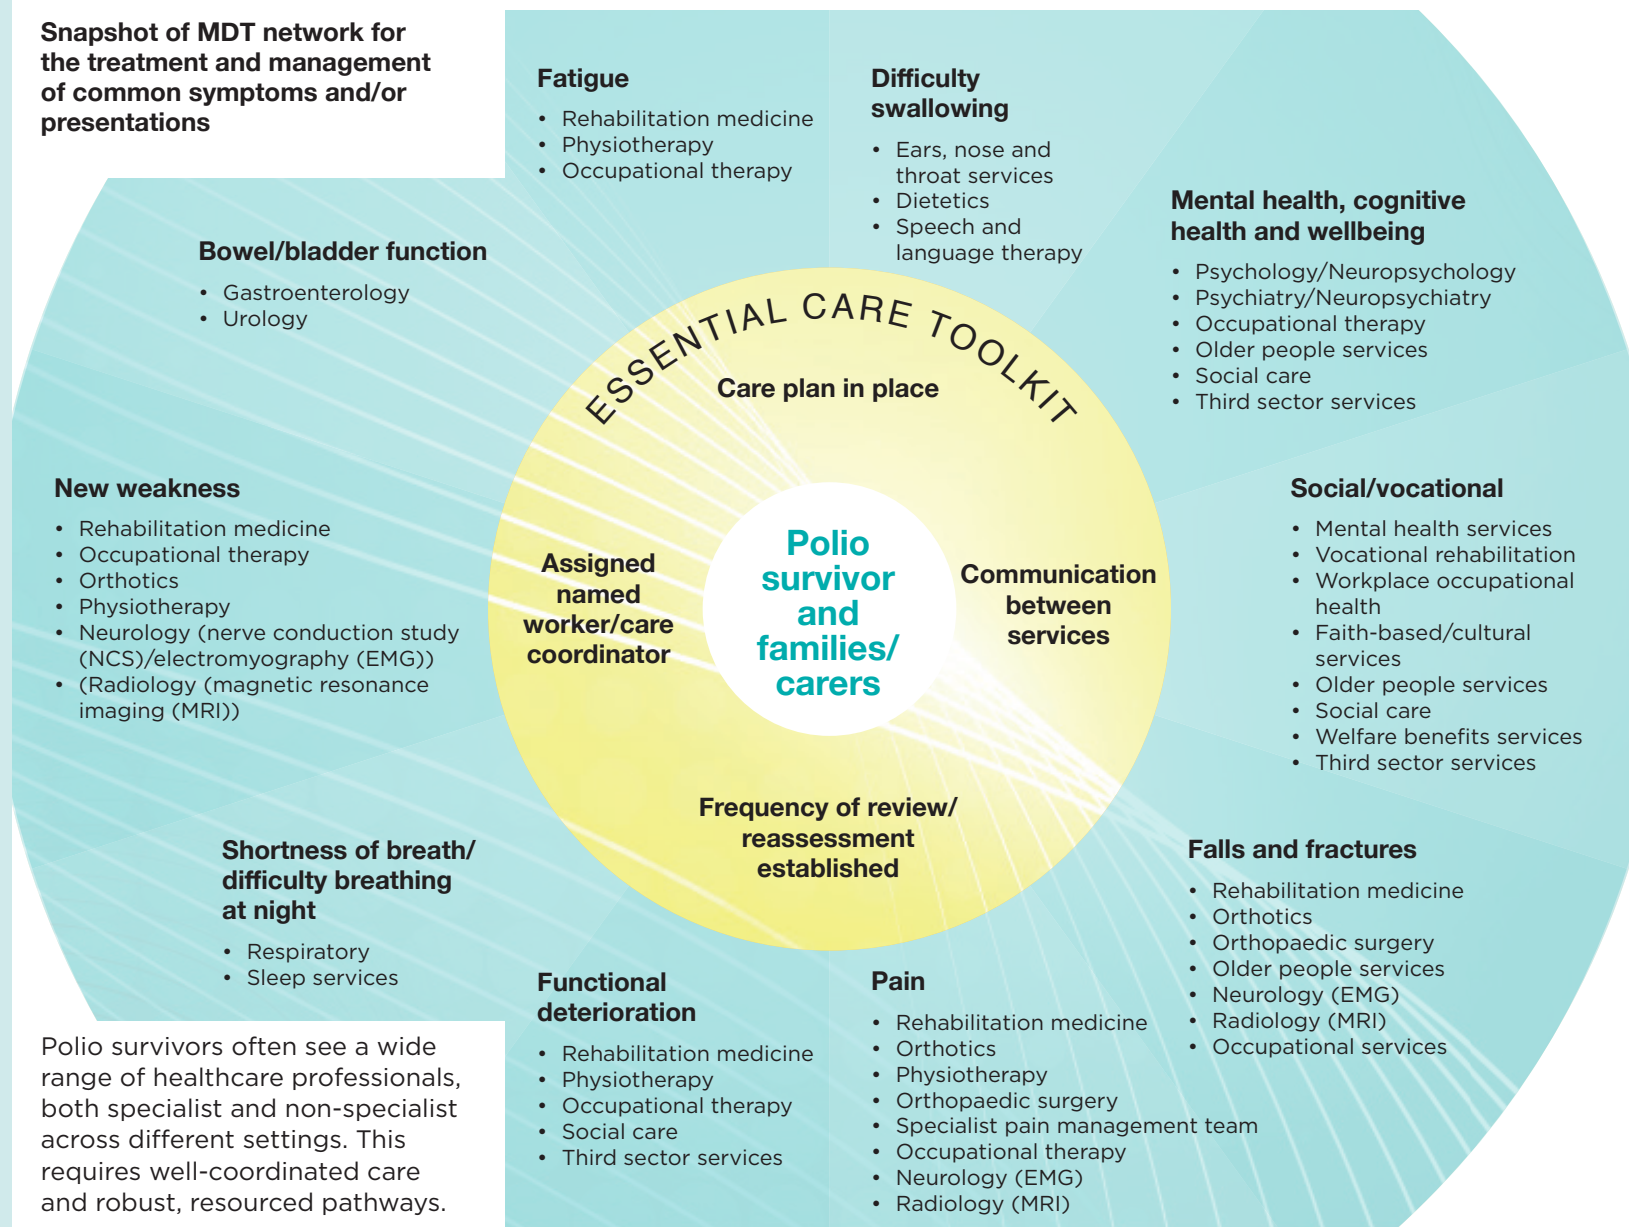 Snapshot of MDT network for
the treatment and management
of common symptoms and/or
presentations
Fatigue
• Rehabilitation medicine
• Physiotherapy
• Occupational therapy
Difficulty
swallowing
• Ears, nose and
throat services
• Dietetics
• Speech and
language therapy
Mental health, cognitive
health and wellbeing
• Psychology/Neuropsychology
• Psychiatry/Neuropsychiatry
• Occupational therapy
• Older people services
• Social care
• Third sector services
Social/vocational
• Mental health services
• Vocational rehabilitation
• Workplace occupational
health
• Faith-based/cultural
services
• Older people services
• Social care
• Welfare benefits services
• Third sector services
Falls and fractures
• Rehabilitation medicine
• Orthotics
• Orthopaedic surgery
• Older people services
• Neurology (EMG)
• Radiology (MRI)
• Occupational services
Pain
• Rehabilitation medicine
• Orthotics
• Physiotherapy
• Orthopaedic surgery
• Specialist pain management team
• Occupational therapy
• Neurology (EMG)
• Radiology (MRI)
Functional
deterioration
• Rehabilitation medicine
• Physiotherapy
• Occupational therapy
• Social care
• Third sector services
Shortness of breath/
difficulty breathing
at night
• Respiratory
• Sleep services
New weakness
• Rehabilitation medicine
• Occupational therapy
• Orthotics
• Physiotherapy
• Neurology (nerve conduction study
(NCS)/electromyography (EMG))
• (Radiology (magnetic resonance
imaging (MRI))
Bowel/bladder function
• Gastroenterology
• Urology
ESSENTIAL CARE TOOLKIT
Care plan in place
Communication
between
services
Frequency of review/
reassessment
established
Assigned
named
worker/care
coordinator
Polio
survivor
and
families/
carers
Polio survivors often see a wide
range of healthcare professionals,
both specialist and non-specialist
across different settings. This
requires well-coordinated care
and robust, resourced pathways.